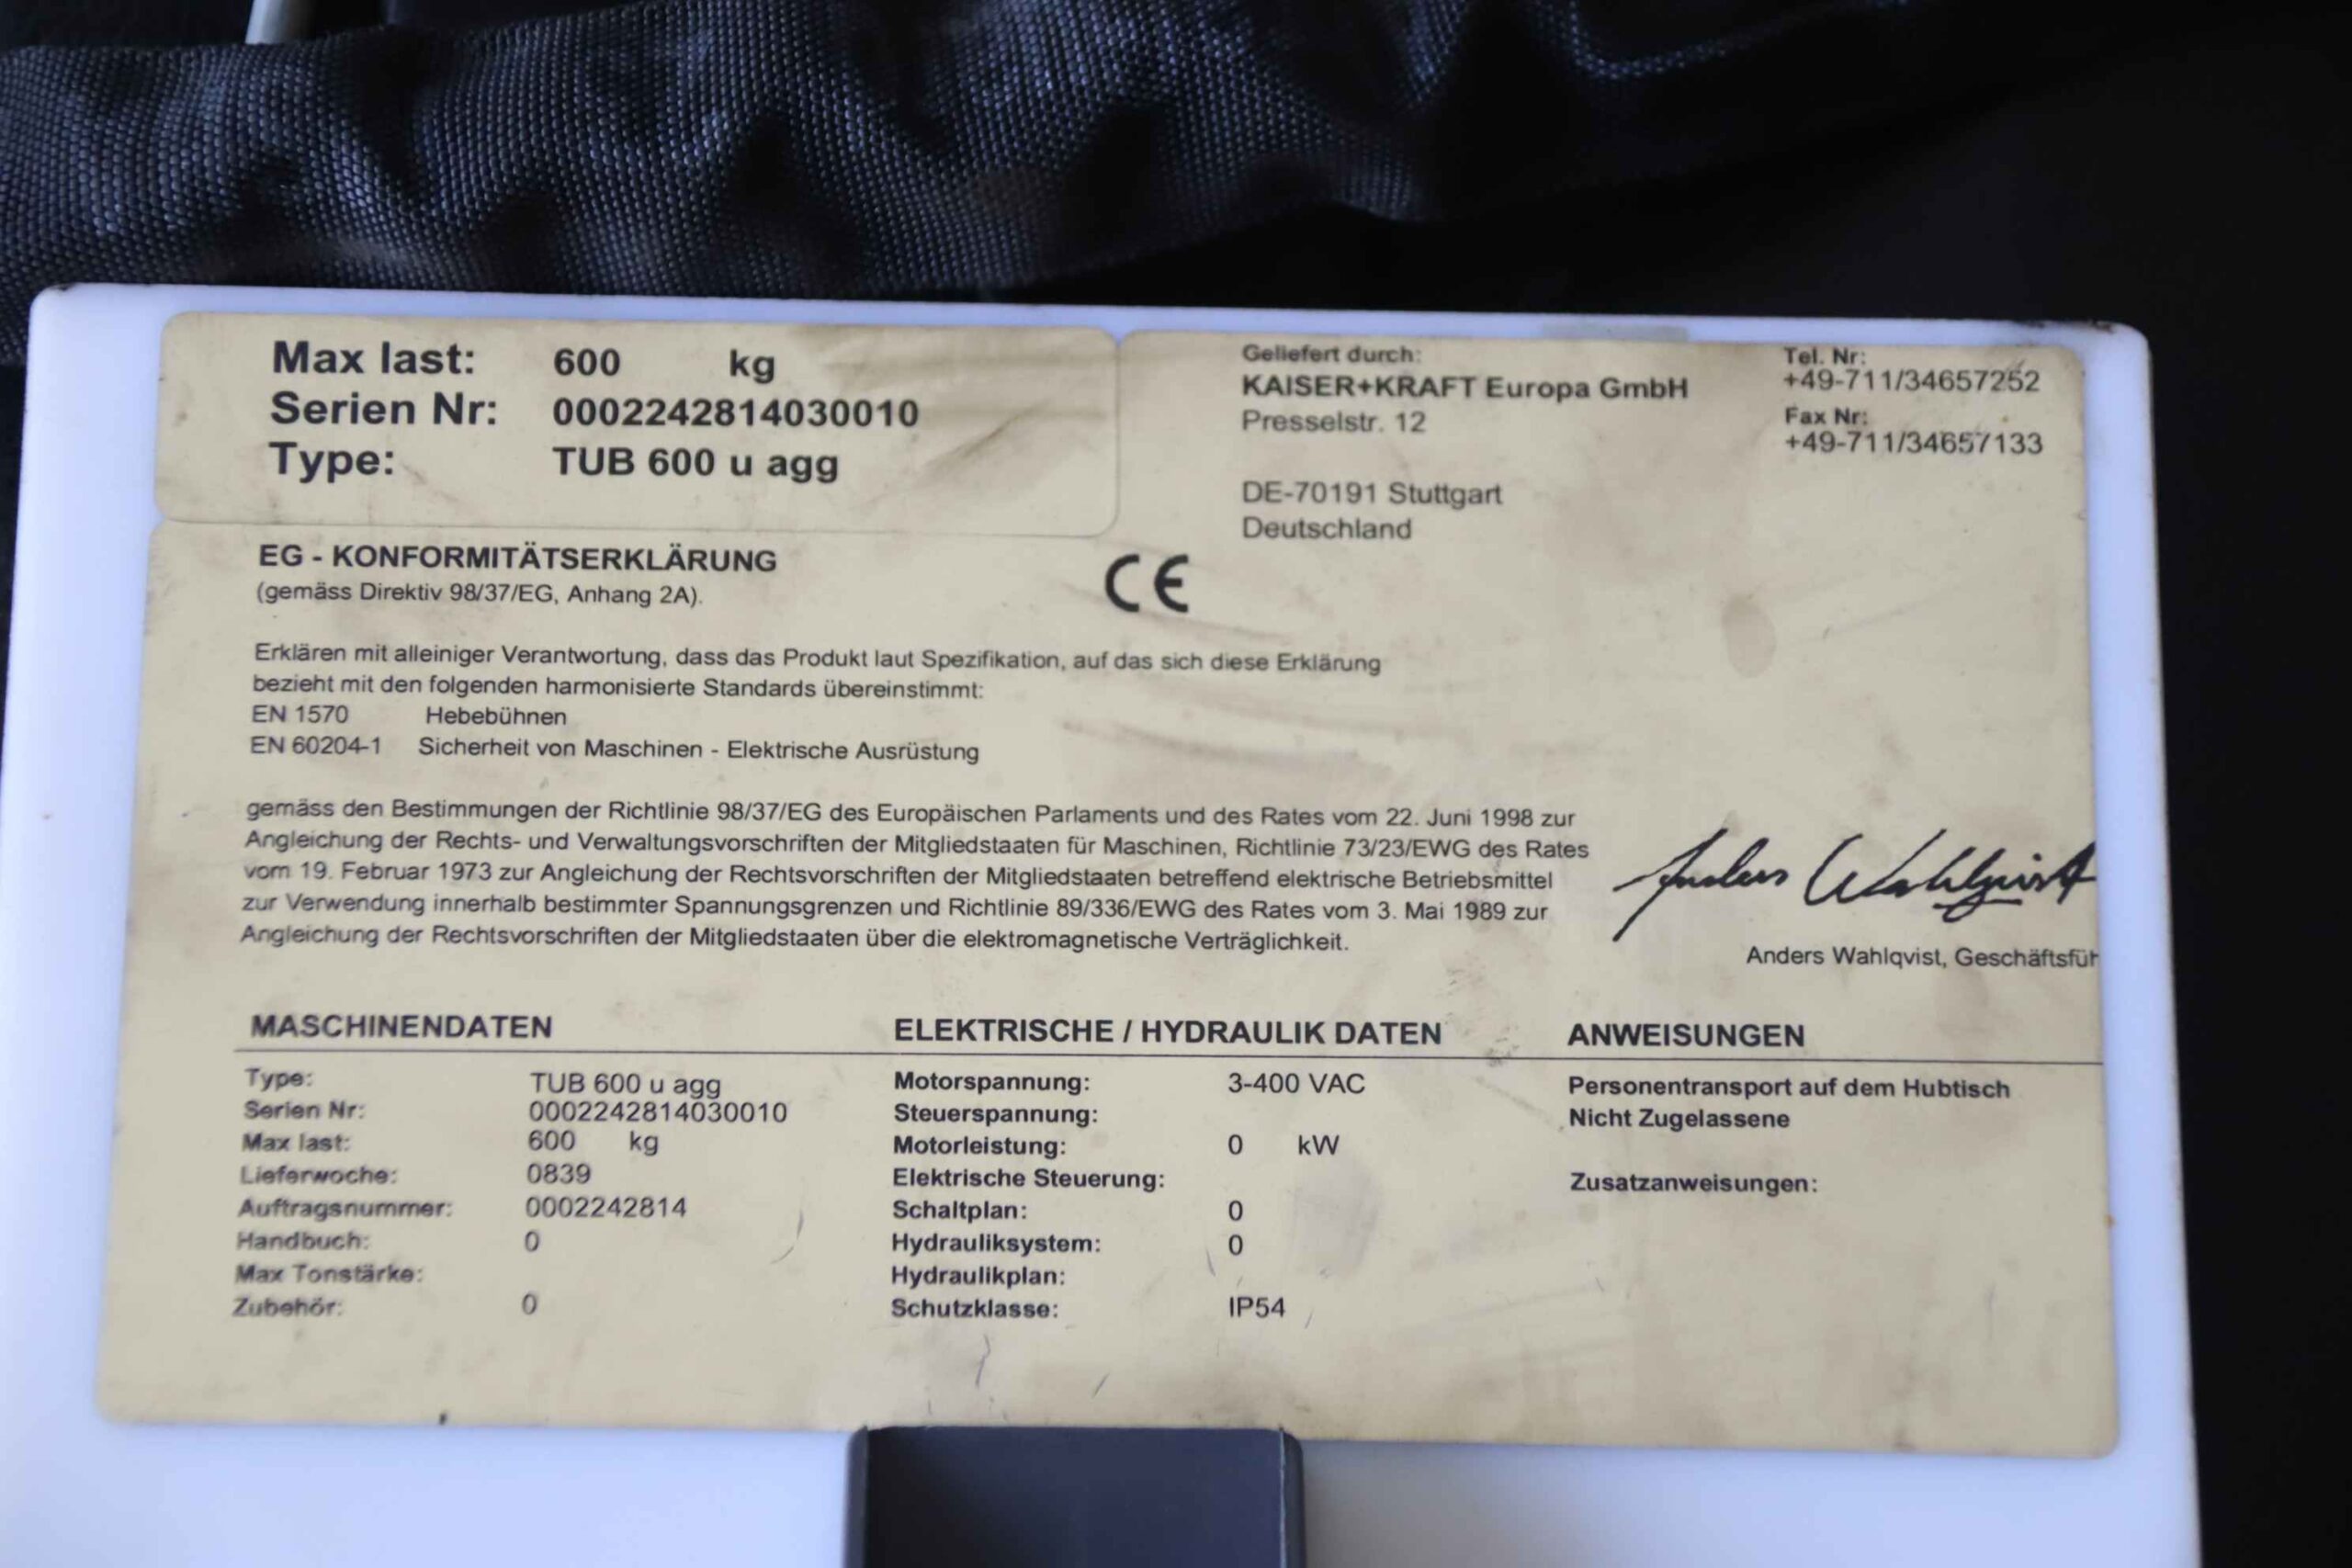 Max last: 600 kg
Serien Nr: 0002242814030010
Type: TUB 600 u agg
Geliefert durch:
KAISER+KRAFT Europa GmbH
Presselstr. 12
DE-70191 Stuttgart
Deutschland
Tel. Nr:
+49-711/34657252
Fax Nr:
+49-711/34657133
EG - KONFORMITÄTSERKLÄRUNG
(gemäss Direktiv 98/37/EG, Anhang 2A).
CE
Erklären mit alleiniger Verantwortung, dass das Produkt laut Spezifikation, auf das sich diese Erklärung
bezieht mit den folgenden harmonisierte Standards übereinstimmt:
EN 1570 Hebebühnen
EN 60204-1 Sicherheit von Maschinen - Elektrische Ausrüstung
gemäss den Bestimmungen der Richtlinie 98/37/EG des Europäischen Parlaments und des Rates vom 22. Juni 1998 zur
Angleichung der Rechts- und Verwaltungsvorschriften der Mitgliedstaaten für Maschinen, Richtlinie 73/23/EWG des Rates
vom 19. Februar 1973 zur Angleichung der Rechtsvorschriften der Mitgliedstaaten betreffend elektrische Betriebsmittel
zur Verwendung innerhalb bestimmter Spannungsgrenzen und Richtlinie 89/336/EWG des Rates vom 3. Mai 1989 zur
Angleichung der Rechtsvorschriften der Mitgliedstaaten über die elektromagnetische Verträglichkeit.
Anders Wahlqvist
Anders Wahlqvist, Geschäftsfüh
MASCHINENDATEN
Type: TUB 600 u agg
Serien Nr: 0002242814030010
Max last: 600 kg
Lieferwoche: 0839
Auftragsnummer: 0002242814
Handbuch: 0
Max Tonstärke:
Zubehör: 0
ELEKTRISCHE / HYDRAULIK DATEN
Motorspannung: 3-400 VAC
Steuerspannung:
Motorleistung: 0 kW
Elektrische Steuerung:
Schaltplan: 0
Hydrauliksystem: 0
Hydraulikplan:
Schutzklasse: IP54
ANWEISUNGEN
Personentransport auf dem Hubtisch
Nicht Zugelassene
Zusatzanweisungen: